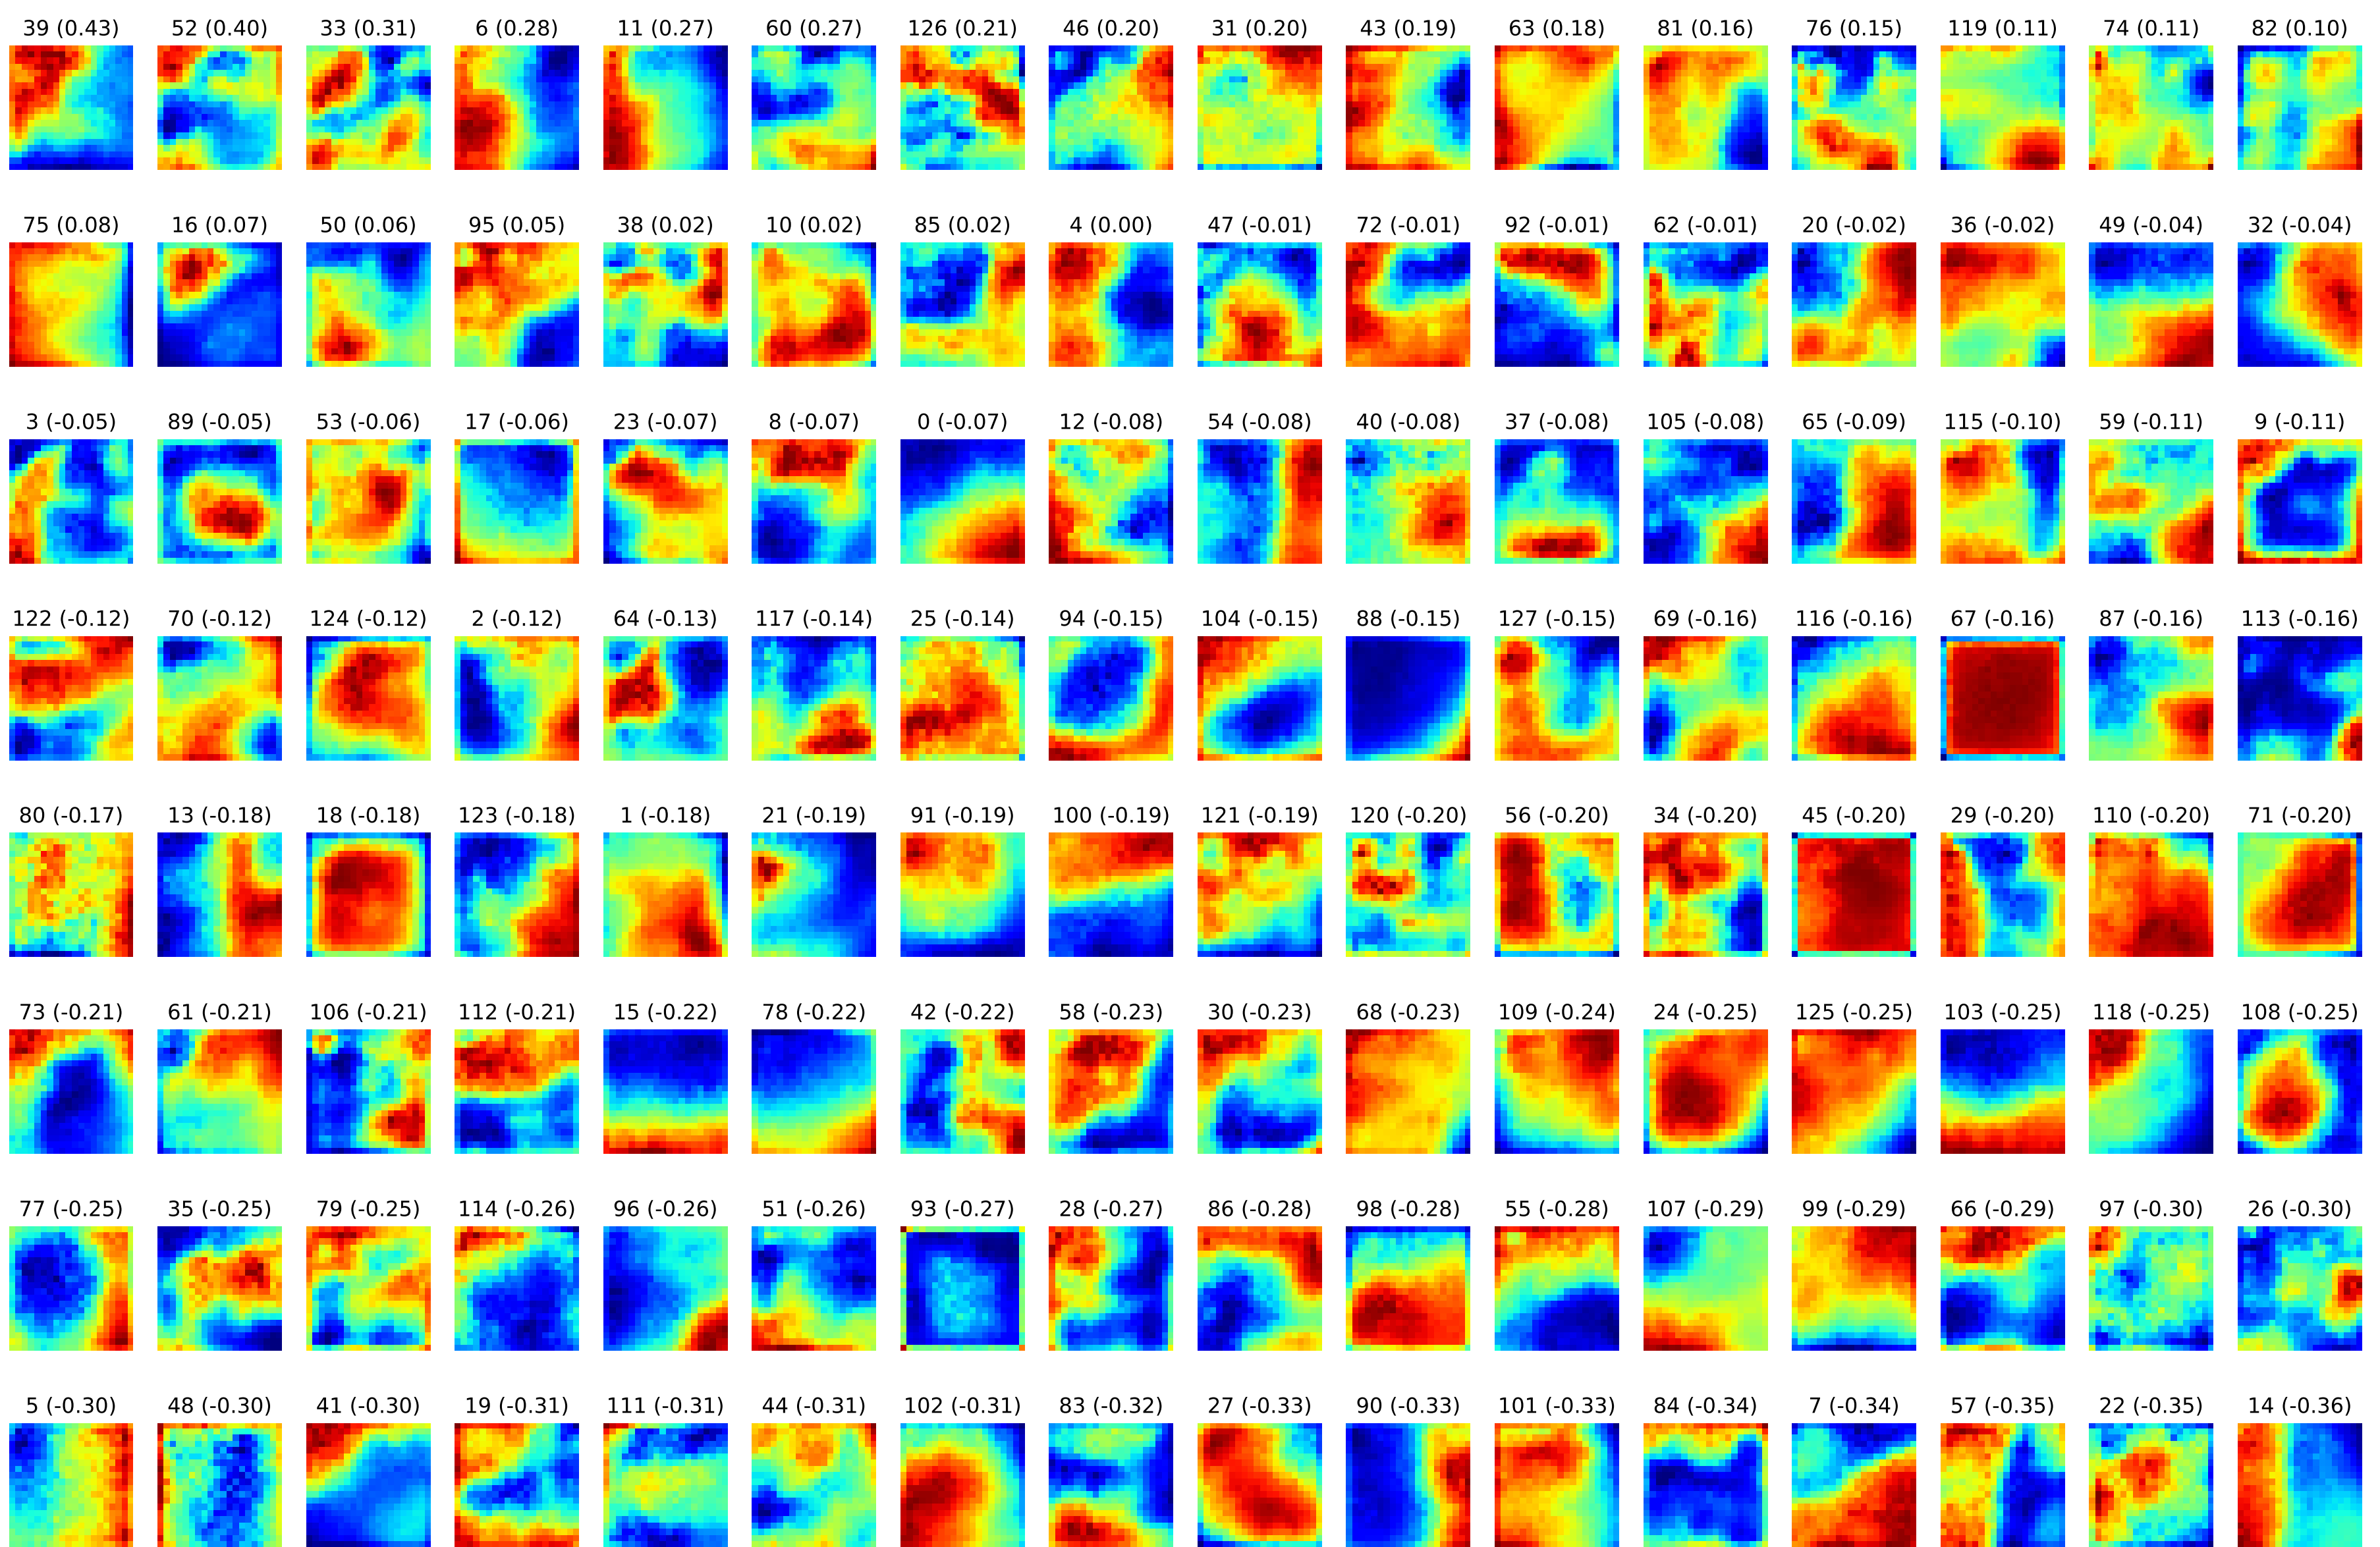 39 (0.43) 52 (0.40) 33 (0.31) 6 (0.28) 11 (0.27) 60 (0.27) 126 (0.21) 46 (0.20) 31 (0.20) 43 (0.19) 63 (0.18) 81 (0.16) 76 (0.15) 119 (0.11) 74 (0.11) 82 (0.10)
75 (0.08) 16 (0.07) 50 (0.06) 95 (0.05) 38 (0.02) 10 (0.02) 85 (0.02) 4 (0.00) 47 (-0.01) 72 (-0.01) 92 (-0.01) 62 (-0.01) 20 (-0.02) 36 (-0.02) 49 (-0.04) 32 (-0.04)
3 (-0.05) 89 (-0.05) 53 (-0.06) 17 (-0.06) 23 (-0.07) 8 (-0.07) 0 (-0.07) 12 (-0.08) 54 (-0.08) 40 (-0.08) 37 (-0.08) 105 (-0.08) 65 (-0.09) 115 (-0.10) 59 (-0.11) 9 (-0.11)
122 (-0.12) 70 (-0.12) 124 (-0.12) 2 (-0.12) 64 (-0.13) 117 (-0.14) 25 (-0.14) 94 (-0.15) 104 (-0.15) 88 (-0.15) 127 (-0.15) 69 (-0.16) 116 (-0.16) 67 (-0.16) 87 (-0.16) 113 (-0.16)
80 (-0.17) 13 (-0.18) 18 (-0.18) 123 (-0.18) 1 (-0.18) 21 (-0.19) 91 (-0.19) 100 (-0.19) 121 (-0.19) 120 (-0.20) 56 (-0.20) 34 (-0.20) 45 (-0.20) 29 (-0.20) 110 (-0.20) 71 (-0.20)
73 (-0.21) 61 (-0.21) 106 (-0.21) 112 (-0.21) 15 (-0.22) 78 (-0.22) 42 (-0.22) 58 (-0.23) 30 (-0.23) 68 (-0.23) 109 (-0.24) 24 (-0.25) 125 (-0.25) 103 (-0.25) 118 (-0.25) 108 (-0.25)
77 (-0.25) 35 (-0.25) 79 (-0.25) 114 (-0.26) 96 (-0.26) 51 (-0.26) 93 (-0.27) 28 (-0.27) 86 (-0.28) 98 (-0.28) 55 (-0.28) 107 (-0.29) 99 (-0.29) 66 (-0.29) 97 (-0.30) 26 (-0.30)
5 (-0.30) 48 (-0.30) 41 (-0.30) 19 (-0.31) 111 (-0.31) 44 (-0.31) 102 (-0.31) 83 (-0.32) 27 (-0.33) 90 (-0.33) 101 (-0.33) 84 (-0.34) 7 (-0.34) 57 (-0.35) 22 (-0.35) 14 (-0.36)